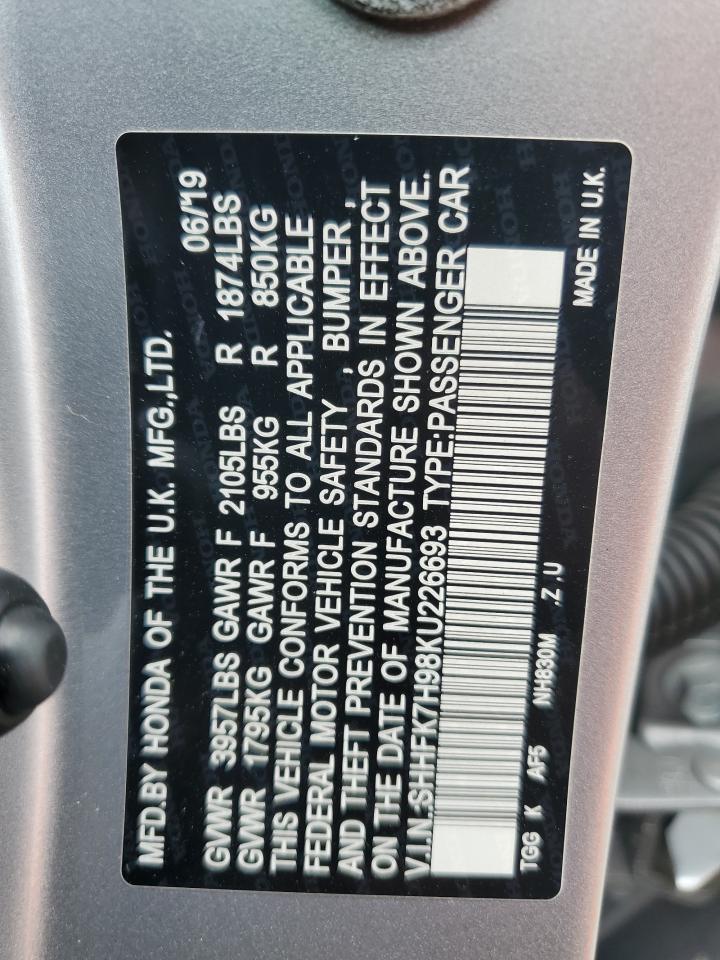 MFD.BY HONDA OF THE U.K. MFG.,LTD. 06/19
GVWR 3957LBS GAWR F 2105LBS R 1874LBS
GVWR 1795KG GAWR F 955KG R 850KG
THIS VEHICLE CONFORMS TO ALL APPLICABLE
FEDERAL MOTOR VEHICLE SAFETY , BUMPER ,
AND THEFT PREVENTION STANDARDS IN EFFECT
ON THE DATE OF MANUFACTURE SHOWN ABOVE.
V.I.N.:SHHFK7H98KU226693 TYPE:PASSENGER CAR
TGG K AF5 NH830M .Z .U MADE IN U.K.